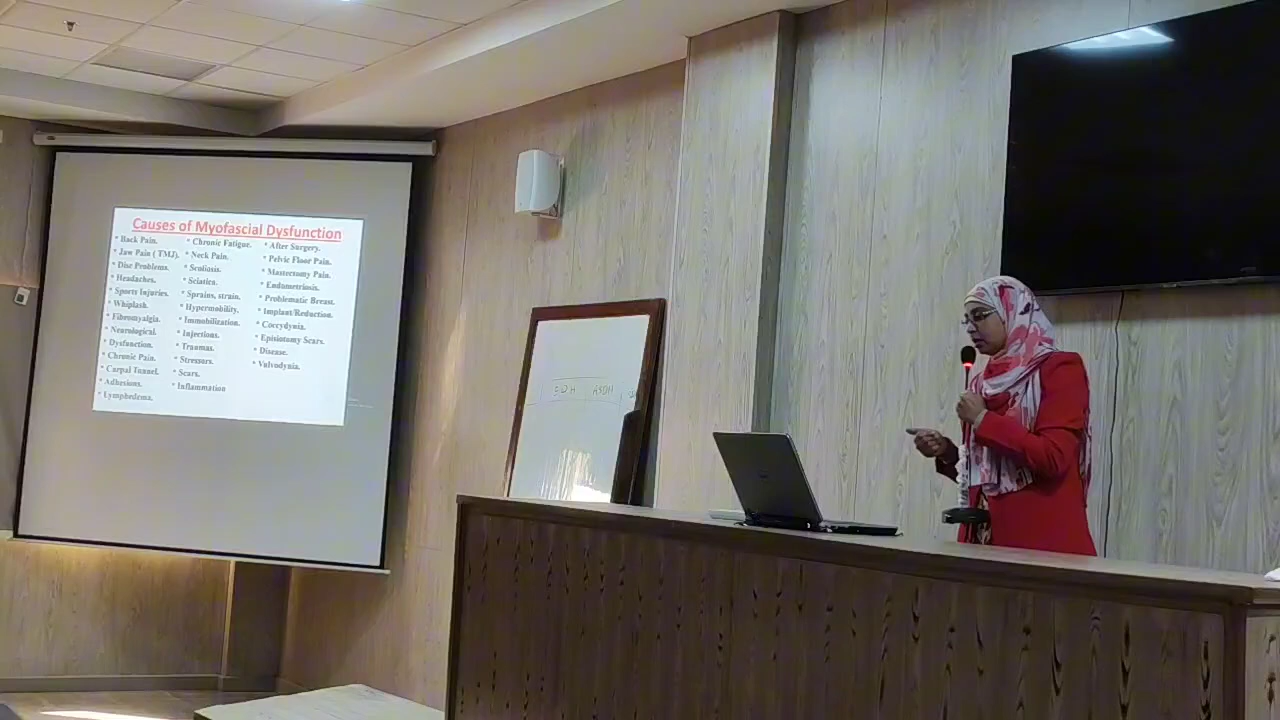 Causes of Myofascial Dysfunction
* Back Pain.
* Jaw Pain ( TMJ).
* Disc Problems.
* Headaches.
* Sports Injuries.
* Whiplash.
* Fibromyalgia.
* Neurological.
* Dysfunction.
* Chronic Pain.
* Carpal Tunnel.
* Adhesions.
* Lymphedema.
* Chronic Fatigue.
* Neck Pain.
* Scoliosis.
* Sciatica.
* Sprains, strain.
* Hypermobility.
* Immobilization.
* Injections.
* Traumas.
* Stressors.
* Scars.
* Inflammation
* After Surgery.
* Pelvic Floor Pain.
* Mastectomy Pain.
* Endometriosis.
* Problematic Breast.
* Implant/Reduction.
* Coccydynia.
* Episiotomy Scars.
* Disease.
* Vulvodynia.